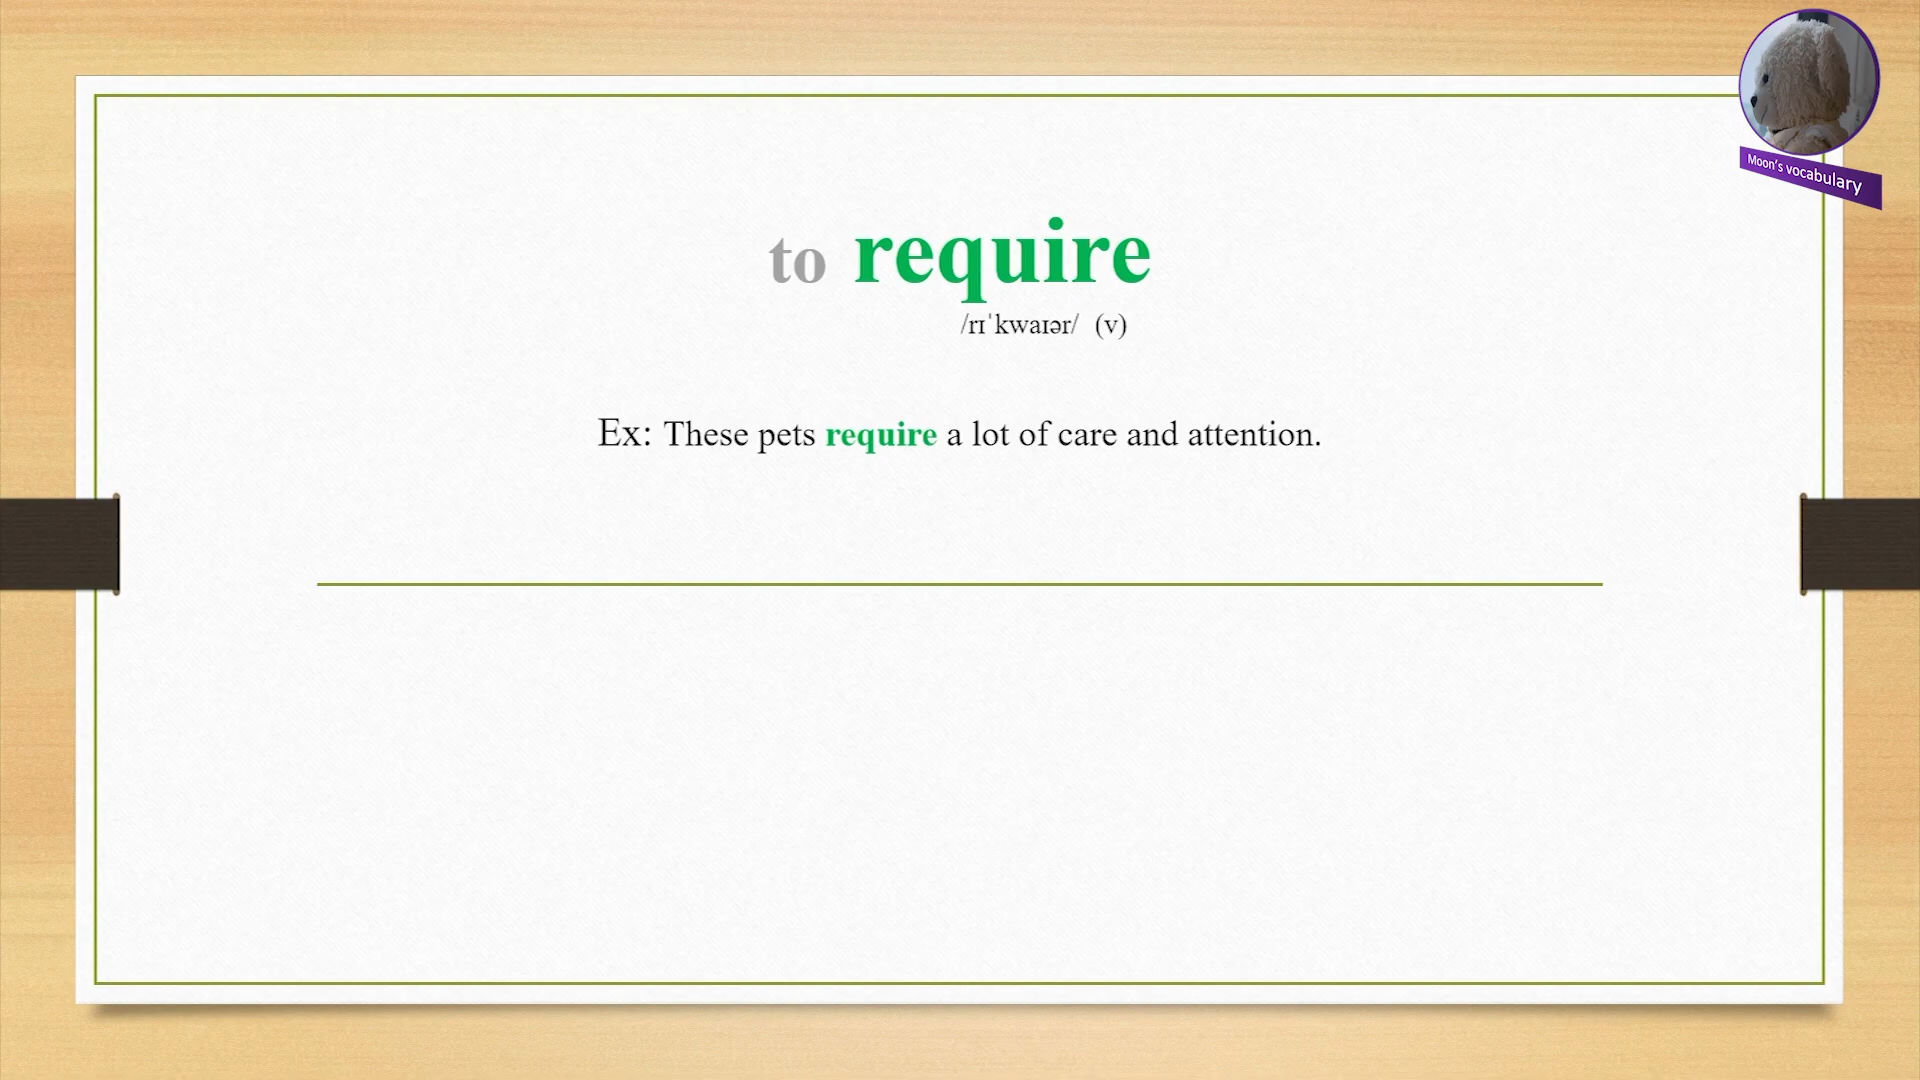 Moon's vocabulary
to require
/rɪˈkwaɪər/ (v)
Ex: These pets require a lot of care and attention.